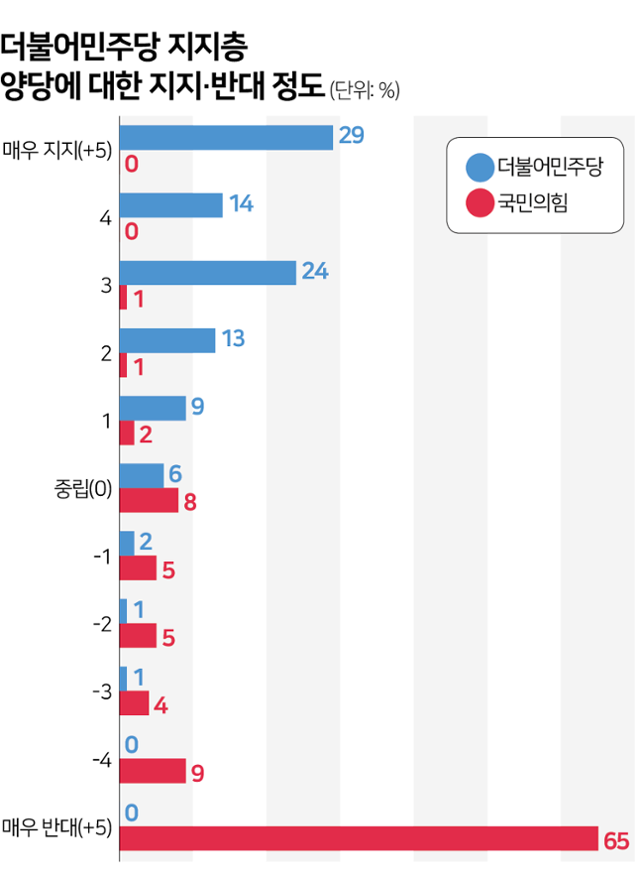 더불어민주당 지지층
양당에 대한 지지·반대 정도 (단위: %)
더불어민주당
국민의힘
매우 지지(+5) 29
0
4 14
0
3 24
1
2 13
1
1 9
2
중립(0) 6
8
-1 2
5
-2 1
5
-3 1
4
-4 0
9
매우 반대(+5) 0
65